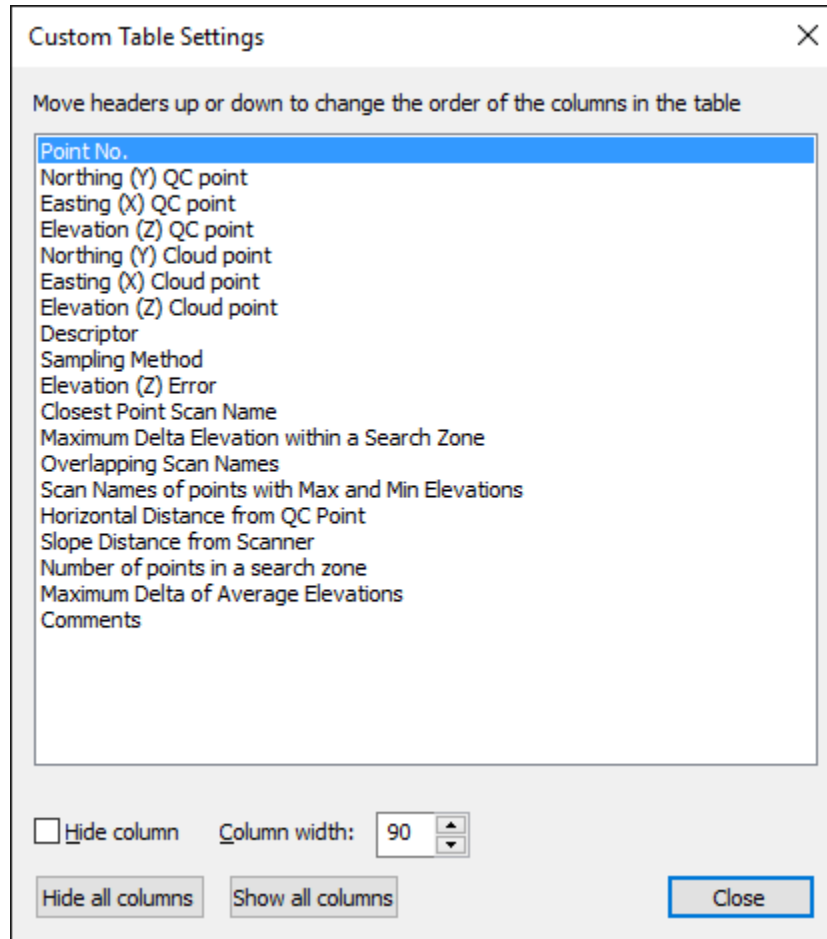 Custom Table Settings
Move headers up or down to change the order of the columns in the table
Point No.
Northing (Y) QC point
Easting (X) QC point
Elevation (Z) QC point
Northing (Y) Cloud point
Easting (X) Cloud point
Elevation (Z) Cloud point
Descriptor
Sampling Method
Elevation (Z) Error
Closest Point Scan Name
Maximum Delta Elevation within a Search Zone
Overlapping Scan Names
Scan Names of points with Max and Min Elevations
Horizontal Distance from QC Point
Slope Distance from Scanner
Number of points in a search zone
Maximum Delta of Average Elevations
Comments
Hide column Column width: 90
Hide all columns Show all columns Close